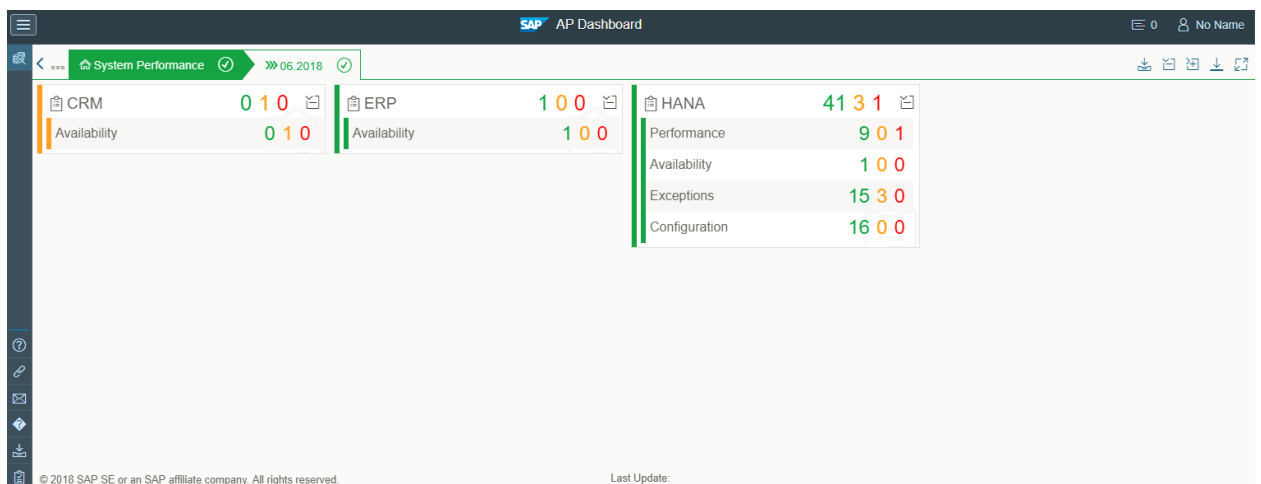 SAP AP Dashboard
0 No Name
... System Performance
06.2018
CRM 0 1 0
Availability 0 1 0
ERP 1 0 0
Availability 1 0 0
HANA 41 3 1
Performance 9 0 1
Availability 1 0 0
Exceptions 15 3 0
Configuration 16 0 0
© 2018 SAP SE or an SAP affiliate company. All rights reserved.
Last Update: